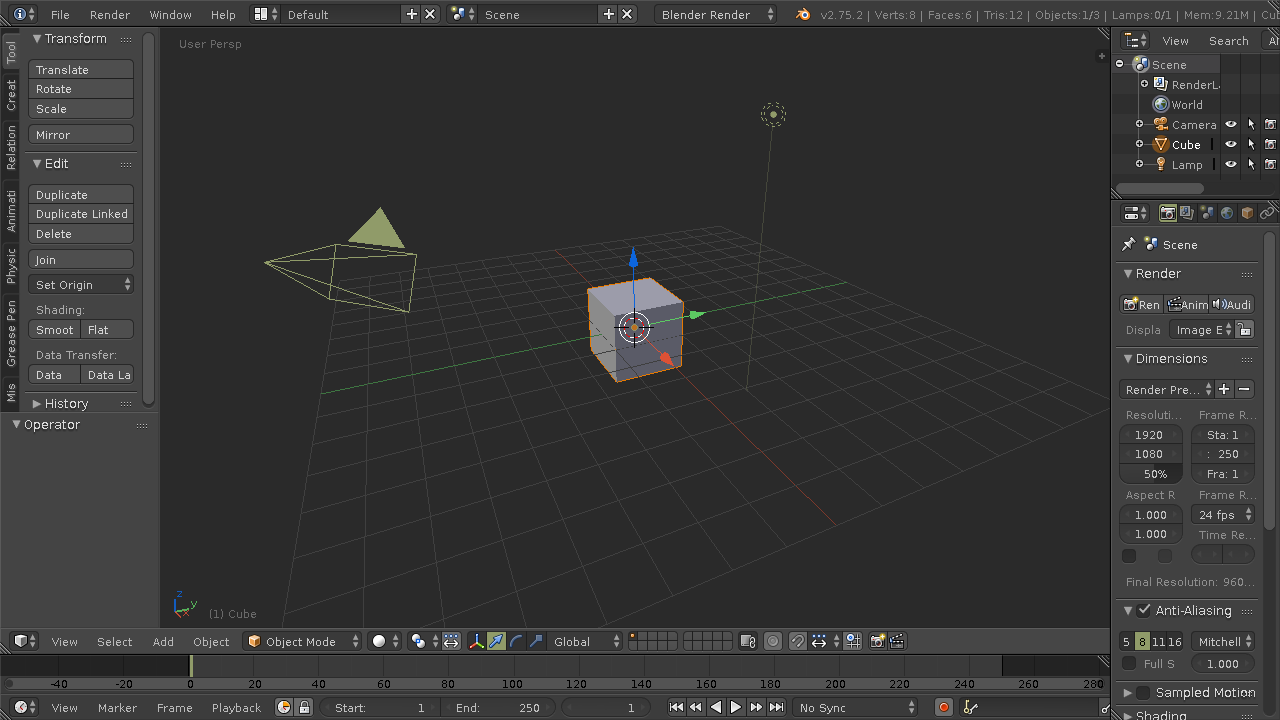 File Render Window Help Default Scene Blender Render v2.75.2 | Verts:8 | Faces:6 | Tris:12 | Objects:1/3 | Lamps:0/1 | Mem:9.21M | Cu
Tool
Creat
Relation
Animati
Physic
Grease Pen
Mis
Transform
Translate
Rotate
Scale
Mirror
Edit
Duplicate
Duplicate Linked
Delete
Join
Set Origin
Shading:
Smoot Flat
Data Transfer:
Data Data La
History
Operator
User Persp
z
y
x
(1) Cube
View Select Add Object Object Mode Global
-40 -20 0 20 40 60 80 100 120 140 160 180 200 220 240 260 280
View Marker Frame Playback Start: 1 End: 250 1 No Sync
View Search
Scene
RenderL
World
Camera
Cube
Lamp
Scene
Render
Ren Anim Audi
Displa Image E
Dimensions
Render Pre...
Resoluti... Frame R...
1920 Sta: 1
1080 : 250
50% Fra: 1
Aspect R Frame R...
1.000 24 fps
1.000 Time Re...
Final Resolution: 960...
Anti-Aliasing
5 8 11 16 Mitchell
Full S 1.000
Sampled Motion
Shading